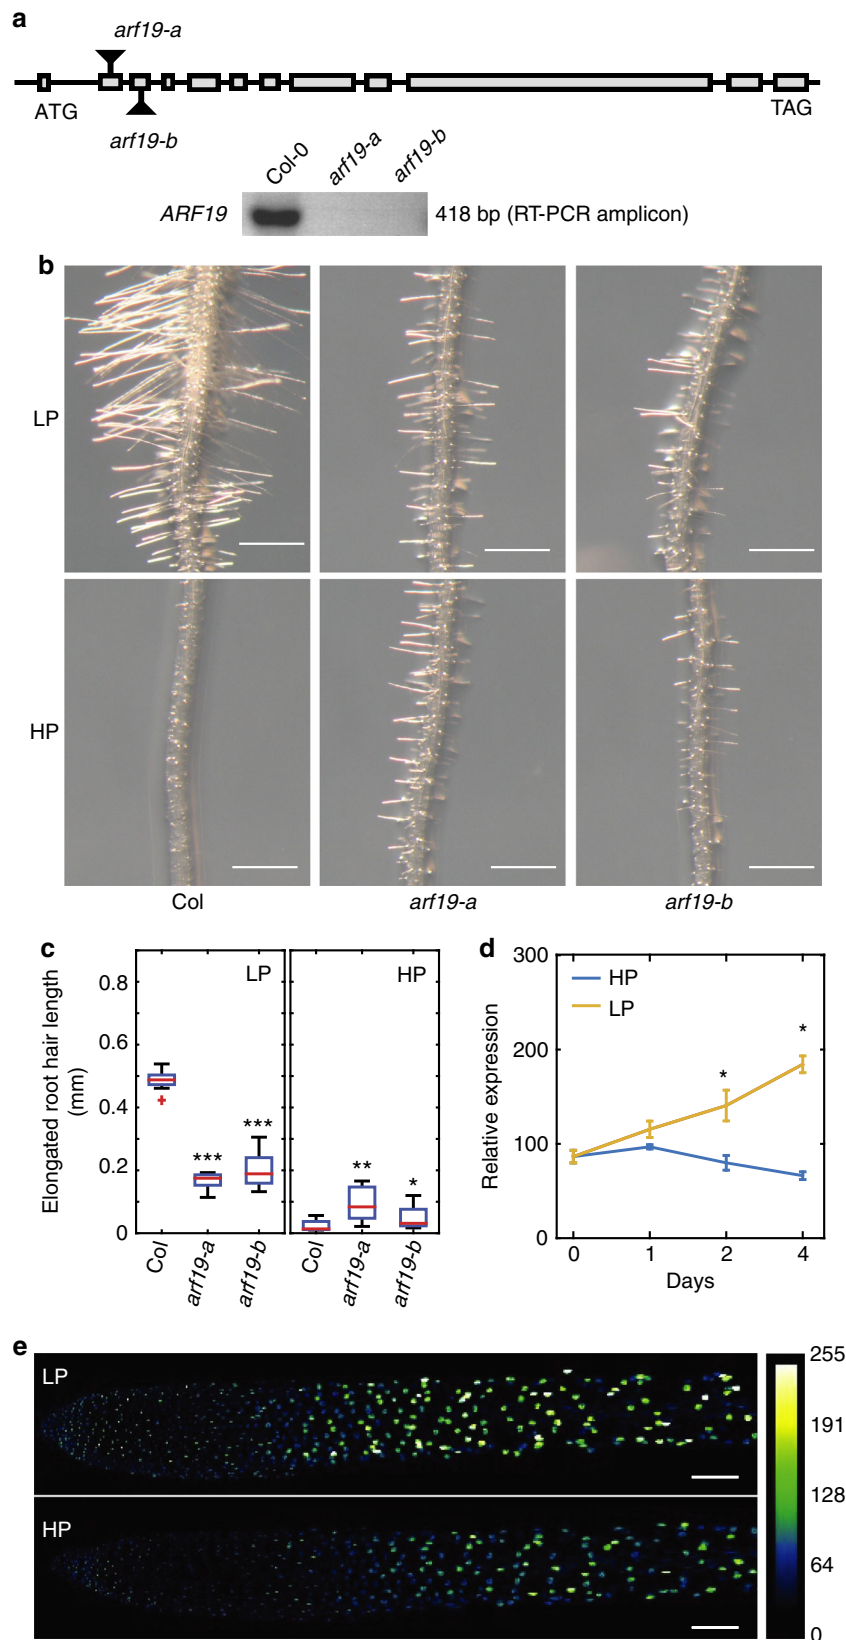 a
arf19-a
ATG
TAG
arf19-b
Col-0
arf19-a
arf19-b
ARF19
418 bp (RT-PCR amplicon)
b
LP
HP
Col
arf19-a
arf19-b
c
Elongated root hair length
(mm)
0.8
0.6
0.4
0.2
0
LP
***
***
Col
arf19-a
arf19-b
HP
**
*
Col
arf19-a
arf19-b
d
Relative expression
300
200
100
0
HP
LP
*
*
0
1
2
4
Days
e
LP
HP
255
191
128
64
0